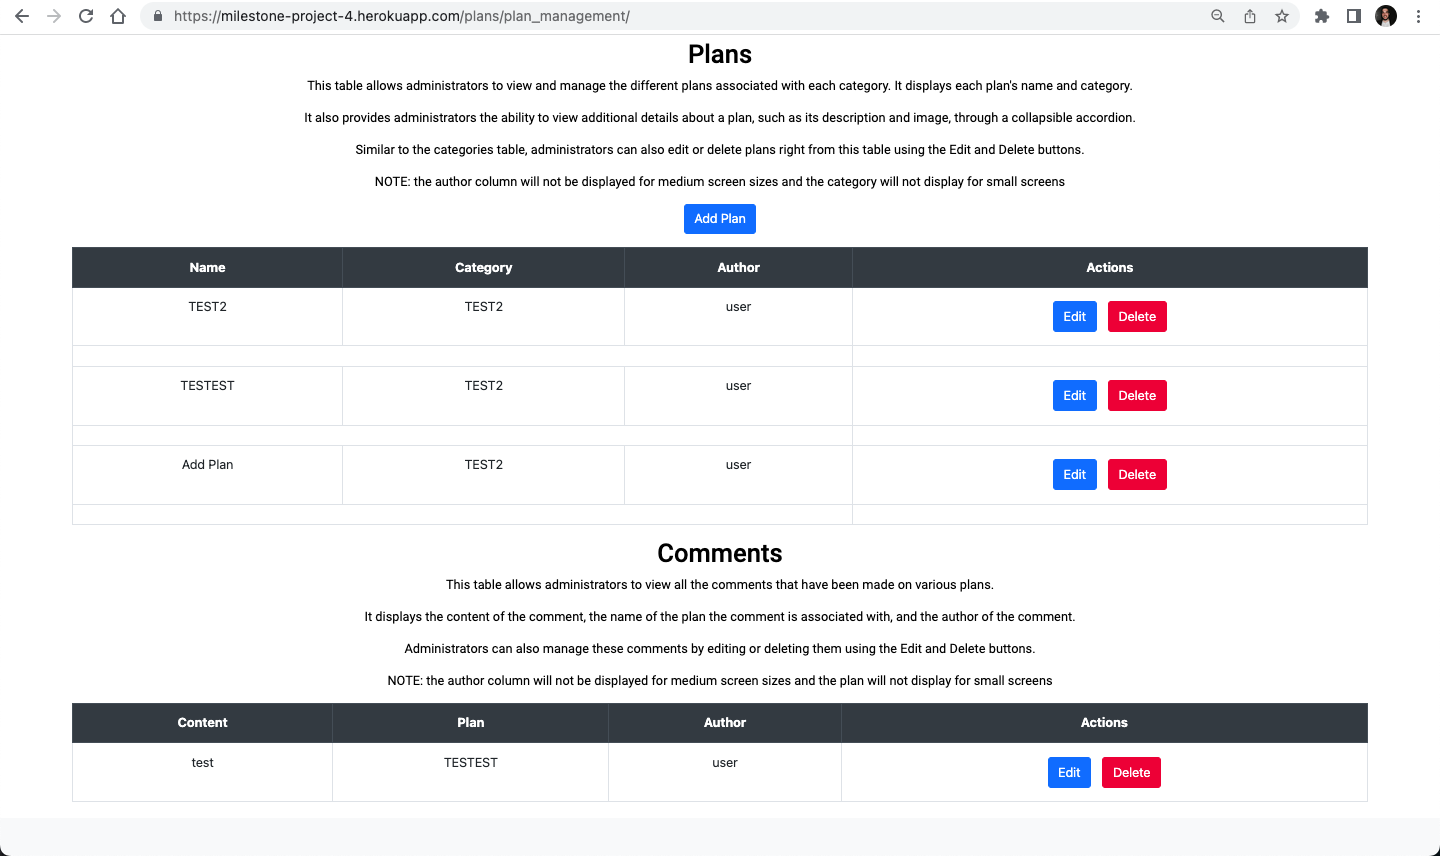 https://milestone-project-4.herokuapp.com/plans/plan_management/
Plans
This table allows administrators to view and manage the different plans associated with each category. It displays each plan's name and category.
It also provides administrators the ability to view additional details about a plan, such as its description and image, through a collapsible accordion.
Similar to the categories table, administrators can also edit or delete plans right from this table using the Edit and Delete buttons.
NOTE: the author column will not be displayed for medium screen sizes and the category will not display for small screens
Add Plan
Name Category Author Actions
TEST2 TEST2 user Edit Delete
TESTEST TEST2 user Edit Delete
Add Plan TEST2 user Edit Delete
Comments
This table allows administrators to view all the comments that have been made on various plans.
It displays the content of the comment, the name of the plan the comment is associated with, and the author of the comment.
Administrators can also manage these comments by editing or deleting them using the Edit and Delete buttons.
NOTE: the author column will not be displayed for medium screen sizes and the plan will not display for small screens
Content Plan Author Actions
test TESTEST user Edit Delete